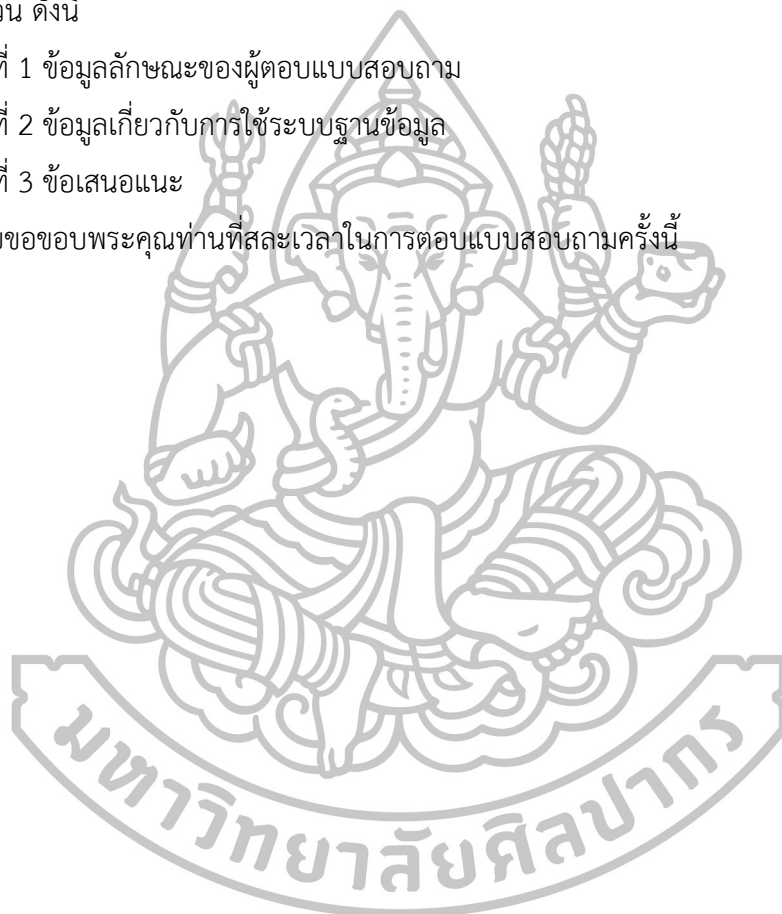 ดังนี้
ที่ 1 ข้อมูลลักษณะของผู้ตอบแบบสอบถาม
ที่ 2 ข้อมูลเกี่ยวกับการใช้ระบบฐานข้อมูล
ที่ 3 ข้อเสนอแนะ
ขอขอบพระคุณท่านที่สละเวลาในการตอบแบบสอบถามครั้งนี้
มหาวิทยาลัยศิลปากร